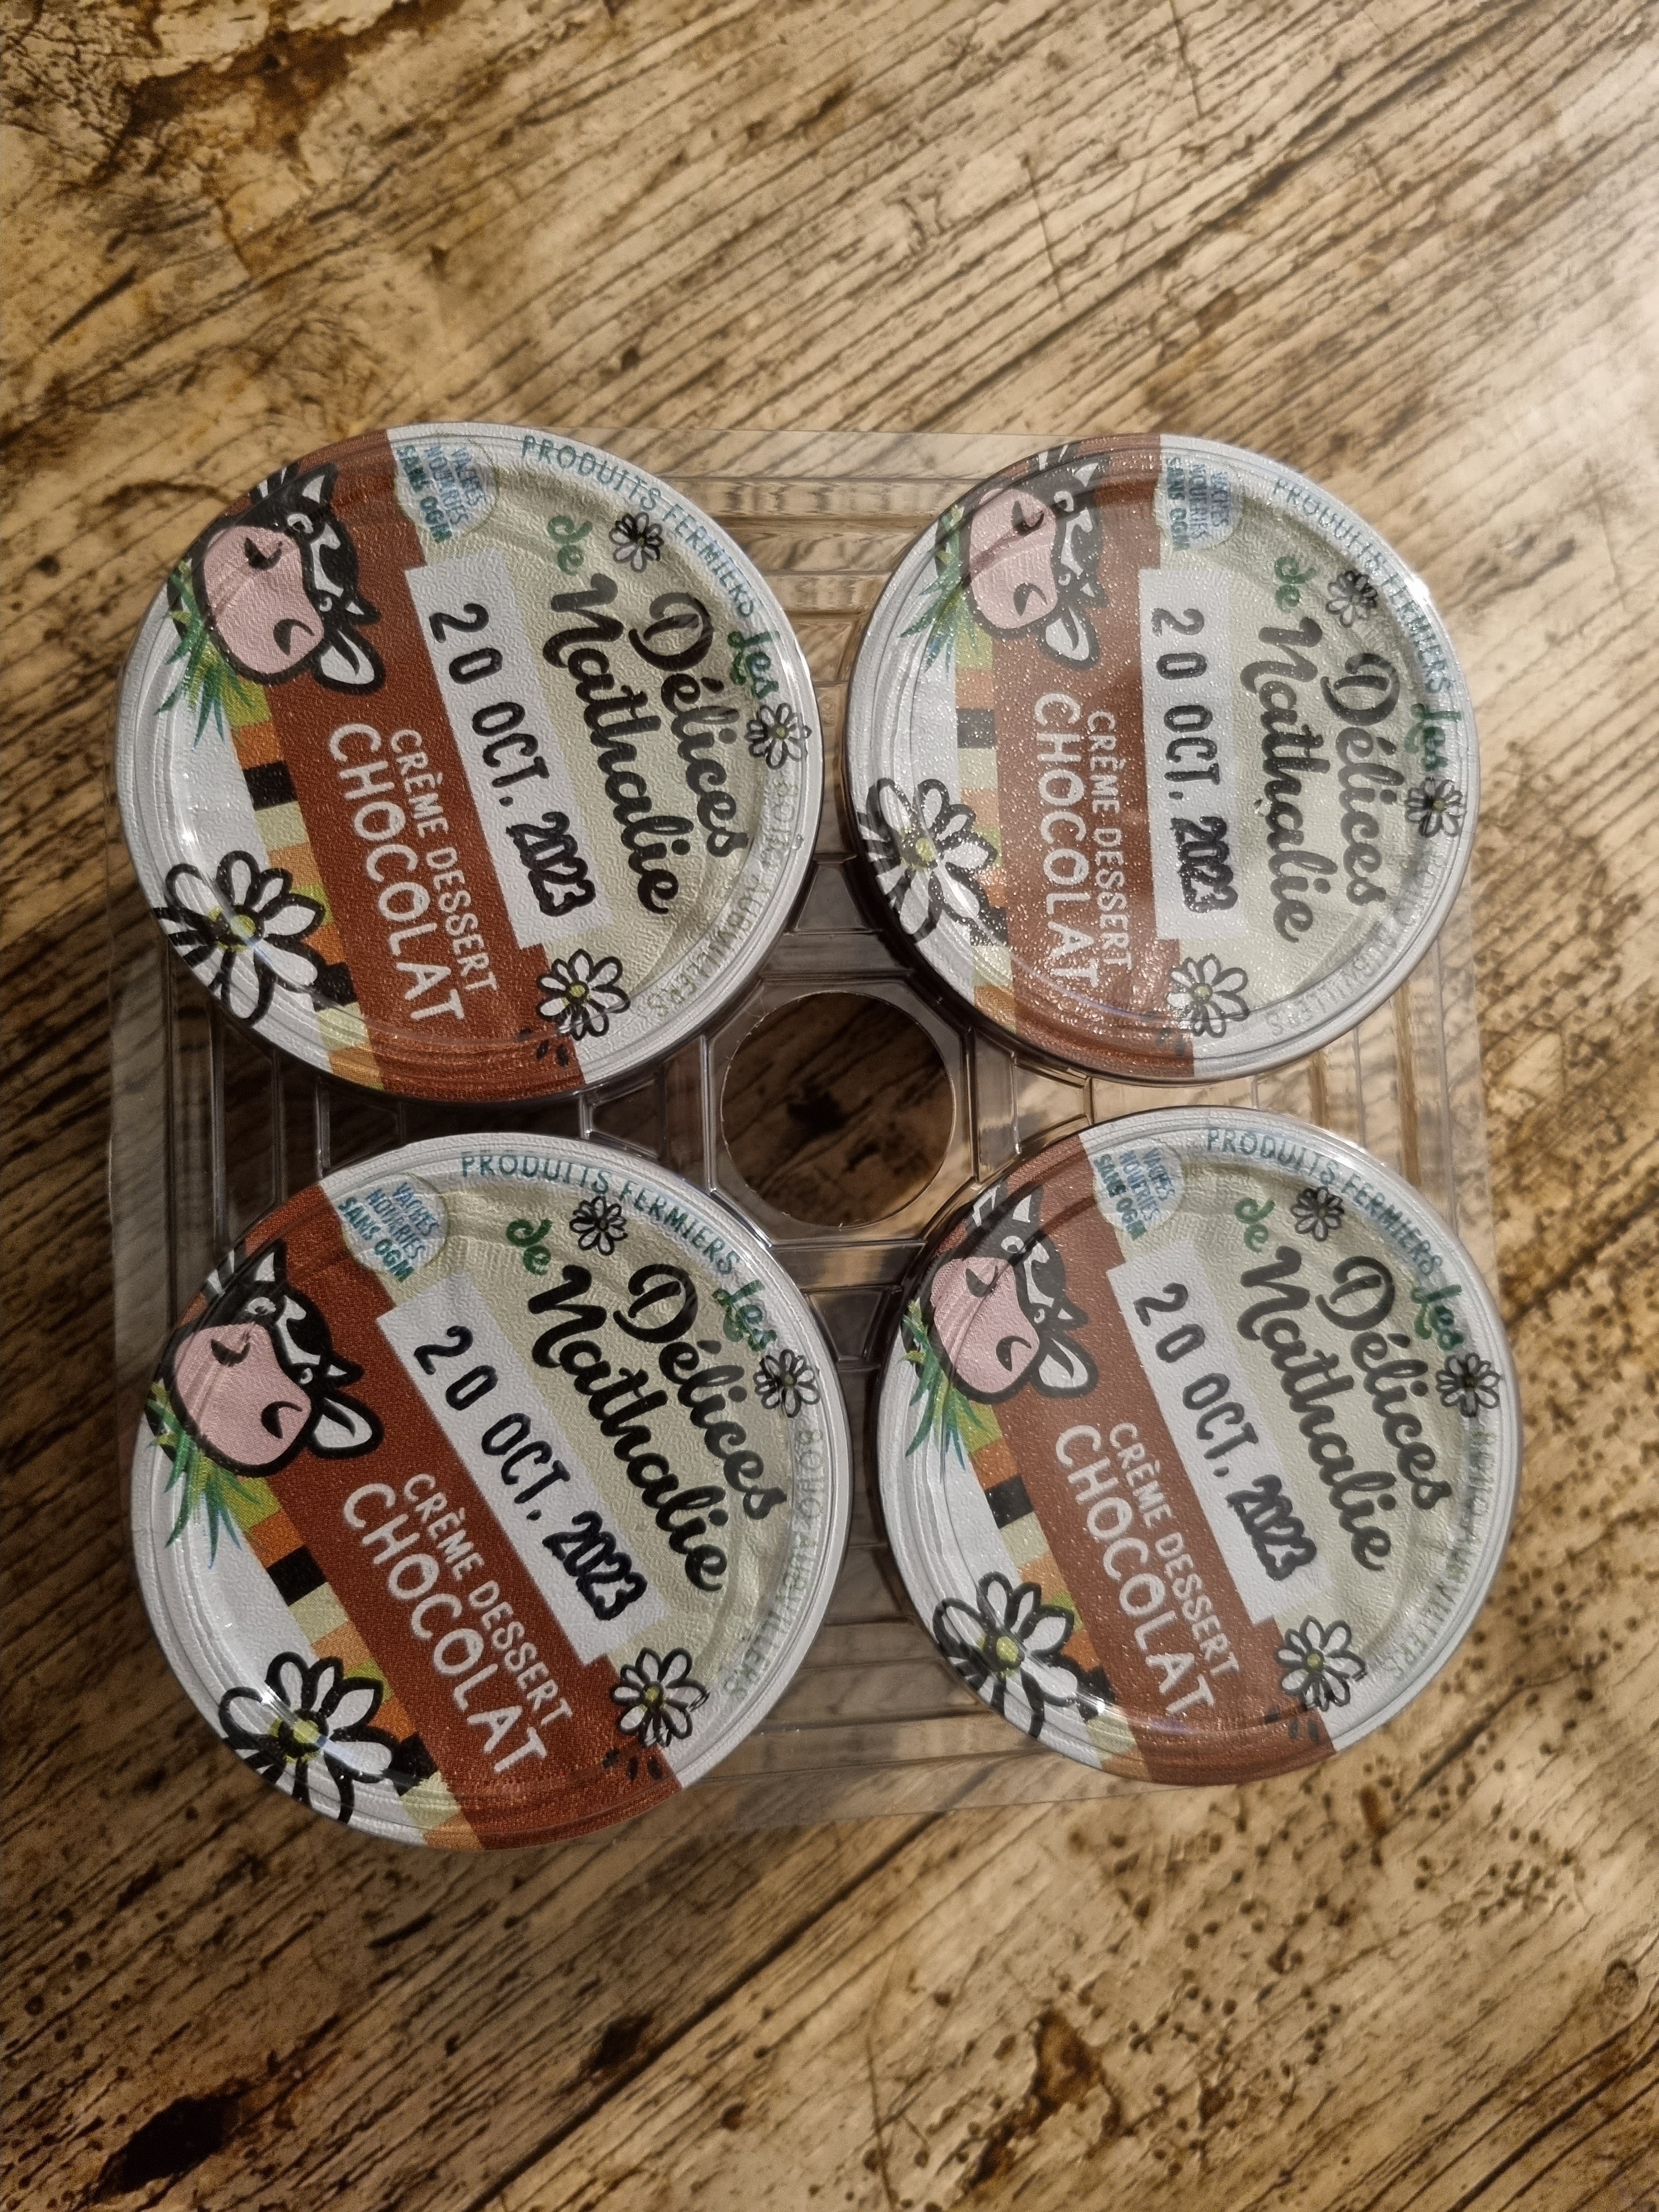 PRODUITS FERMIERS
VACHES
NOURRIES
SANS OGM
Les
Délices
de Nathalie
20 OCT. 2023
CRÈME DESSERT
CHOCOLAT
80140 AUBVILLERS
PRODUITS FERMIERS
VACHES
NOURRIES
SANS OGM
Les
Délices
de Nathalie
20 OCT. 2023
CRÈME DESSERT
CHOCOLAT
PRODUITS FERMIERS
VACHES
NOURRIES
SANS OGM
Les
Délices
de Nathalie
20 OCT. 2023
CRÈME DESSERT
CHOCOLAT
PRODUITS FERMIERS
VACHES
NOURRIES
SANS OGM
Les
Délices
de Nathalie
20 OCT. 2023
CRÈME DESSERT
CHOCOLAT